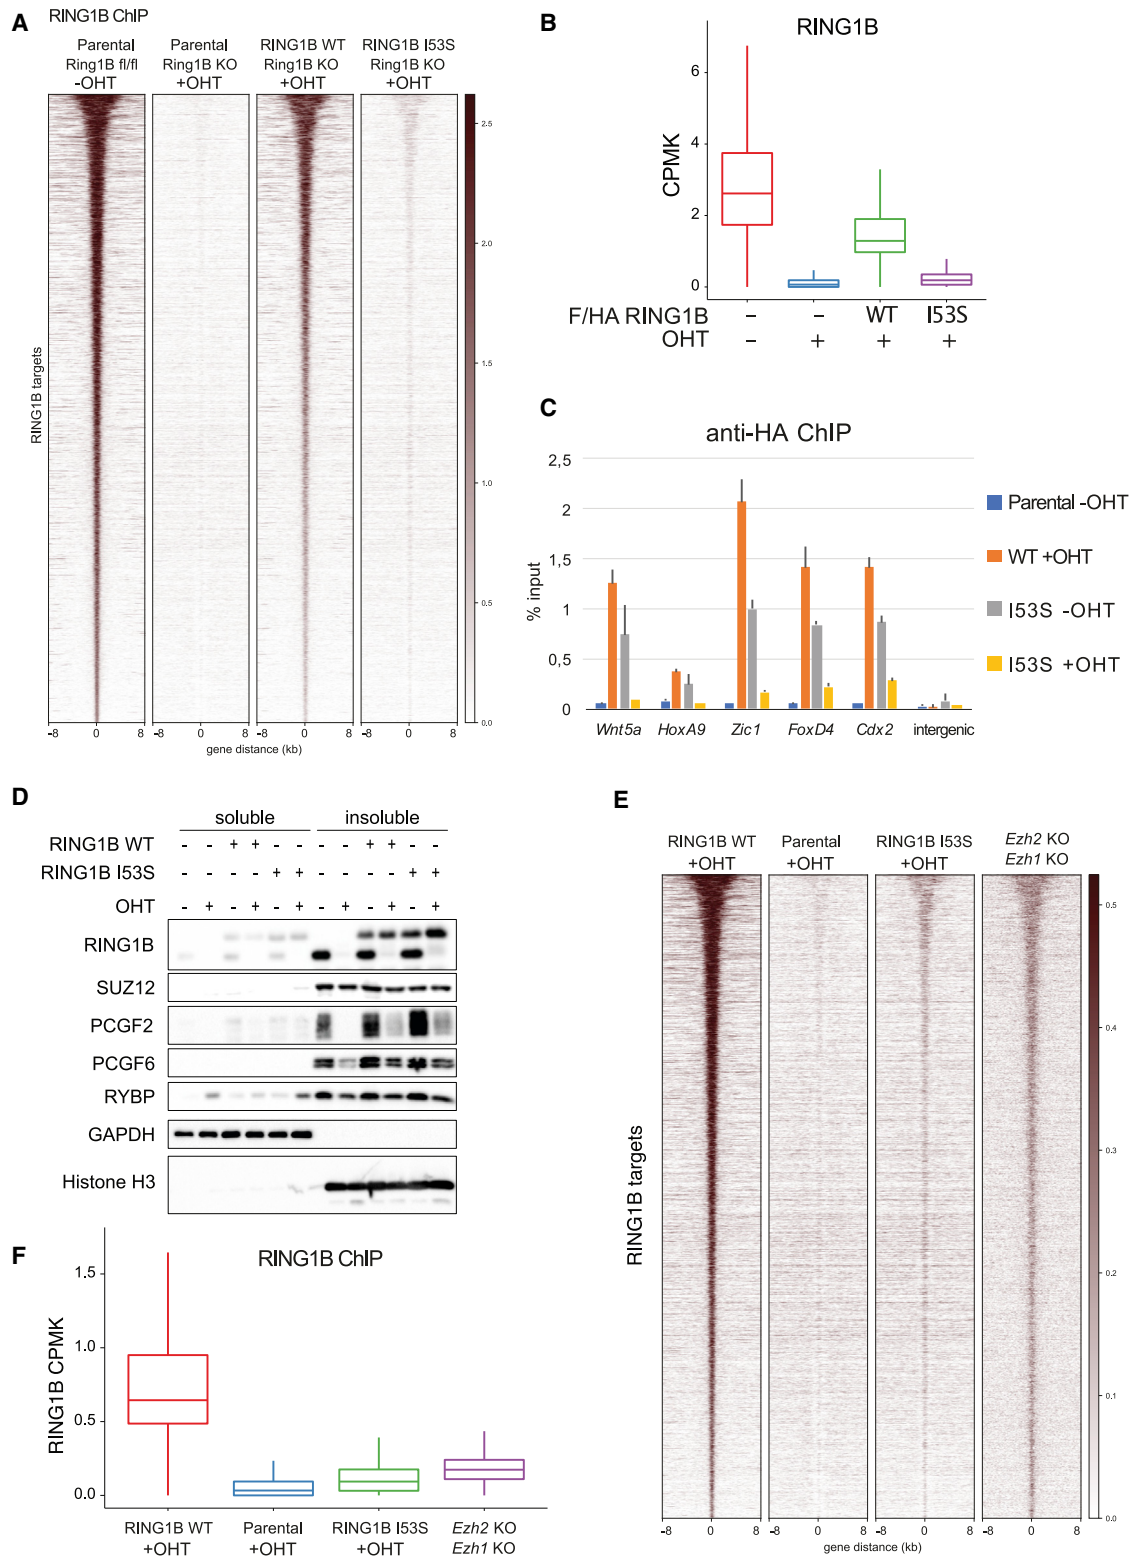 A
RING1B ChIP
Parental
Ring1B fl/fl
-OHT
Parental
Ring1B KO
+OHT
RING1B WT
Ring1B KO
+OHT
RING1B I53S
Ring1B KO
+OHT
RING1B targets
2.5
2.0
1.5
1.0
0.5
0.0
-8 0 8 -8 0 8 -8 0 8 -8 0 8
gene distance (kb)
B
RING1B
CPMK
6
4
2
0
F/HA RING1B - - WT I53S
OHT - + + +
C
anti-HA ChIP
% input
2,5
2
1,5
1
0,5
0
Wnt5a HoxA9 Zic1 FoxD4 Cdx2 intergenic
Parental -OHT
WT +OHT
I53S -OHT
I53S +OHT
D
soluble insoluble
RING1B WT - - + + - - - - + + - -
RING1B I53S - - - - + + - - - - + +
OHT - + - + - + - + - + - +
RING1B
SUZ12
PCGF2
PCGF6
RYBP
GAPDH
Histone H3
E
RING1B WT
+OHT
Parental
+OHT
RING1B I53S
+OHT
Ezh2 KO
Ezh1 KO
RING1B targets
0.5
0.4
0.3
0.2
0.1
0.0
-8 0 8 -8 0 8 -8 0 8 -8 0 8
gene distance (kb)
F
RING1B ChIP
RING1B CPMK
1.5
1.0
0.5
0.0
RING1B WT
+OHT
Parental
+OHT
RING1B I53S
+OHT
Ezh2 KO
Ezh1 KO